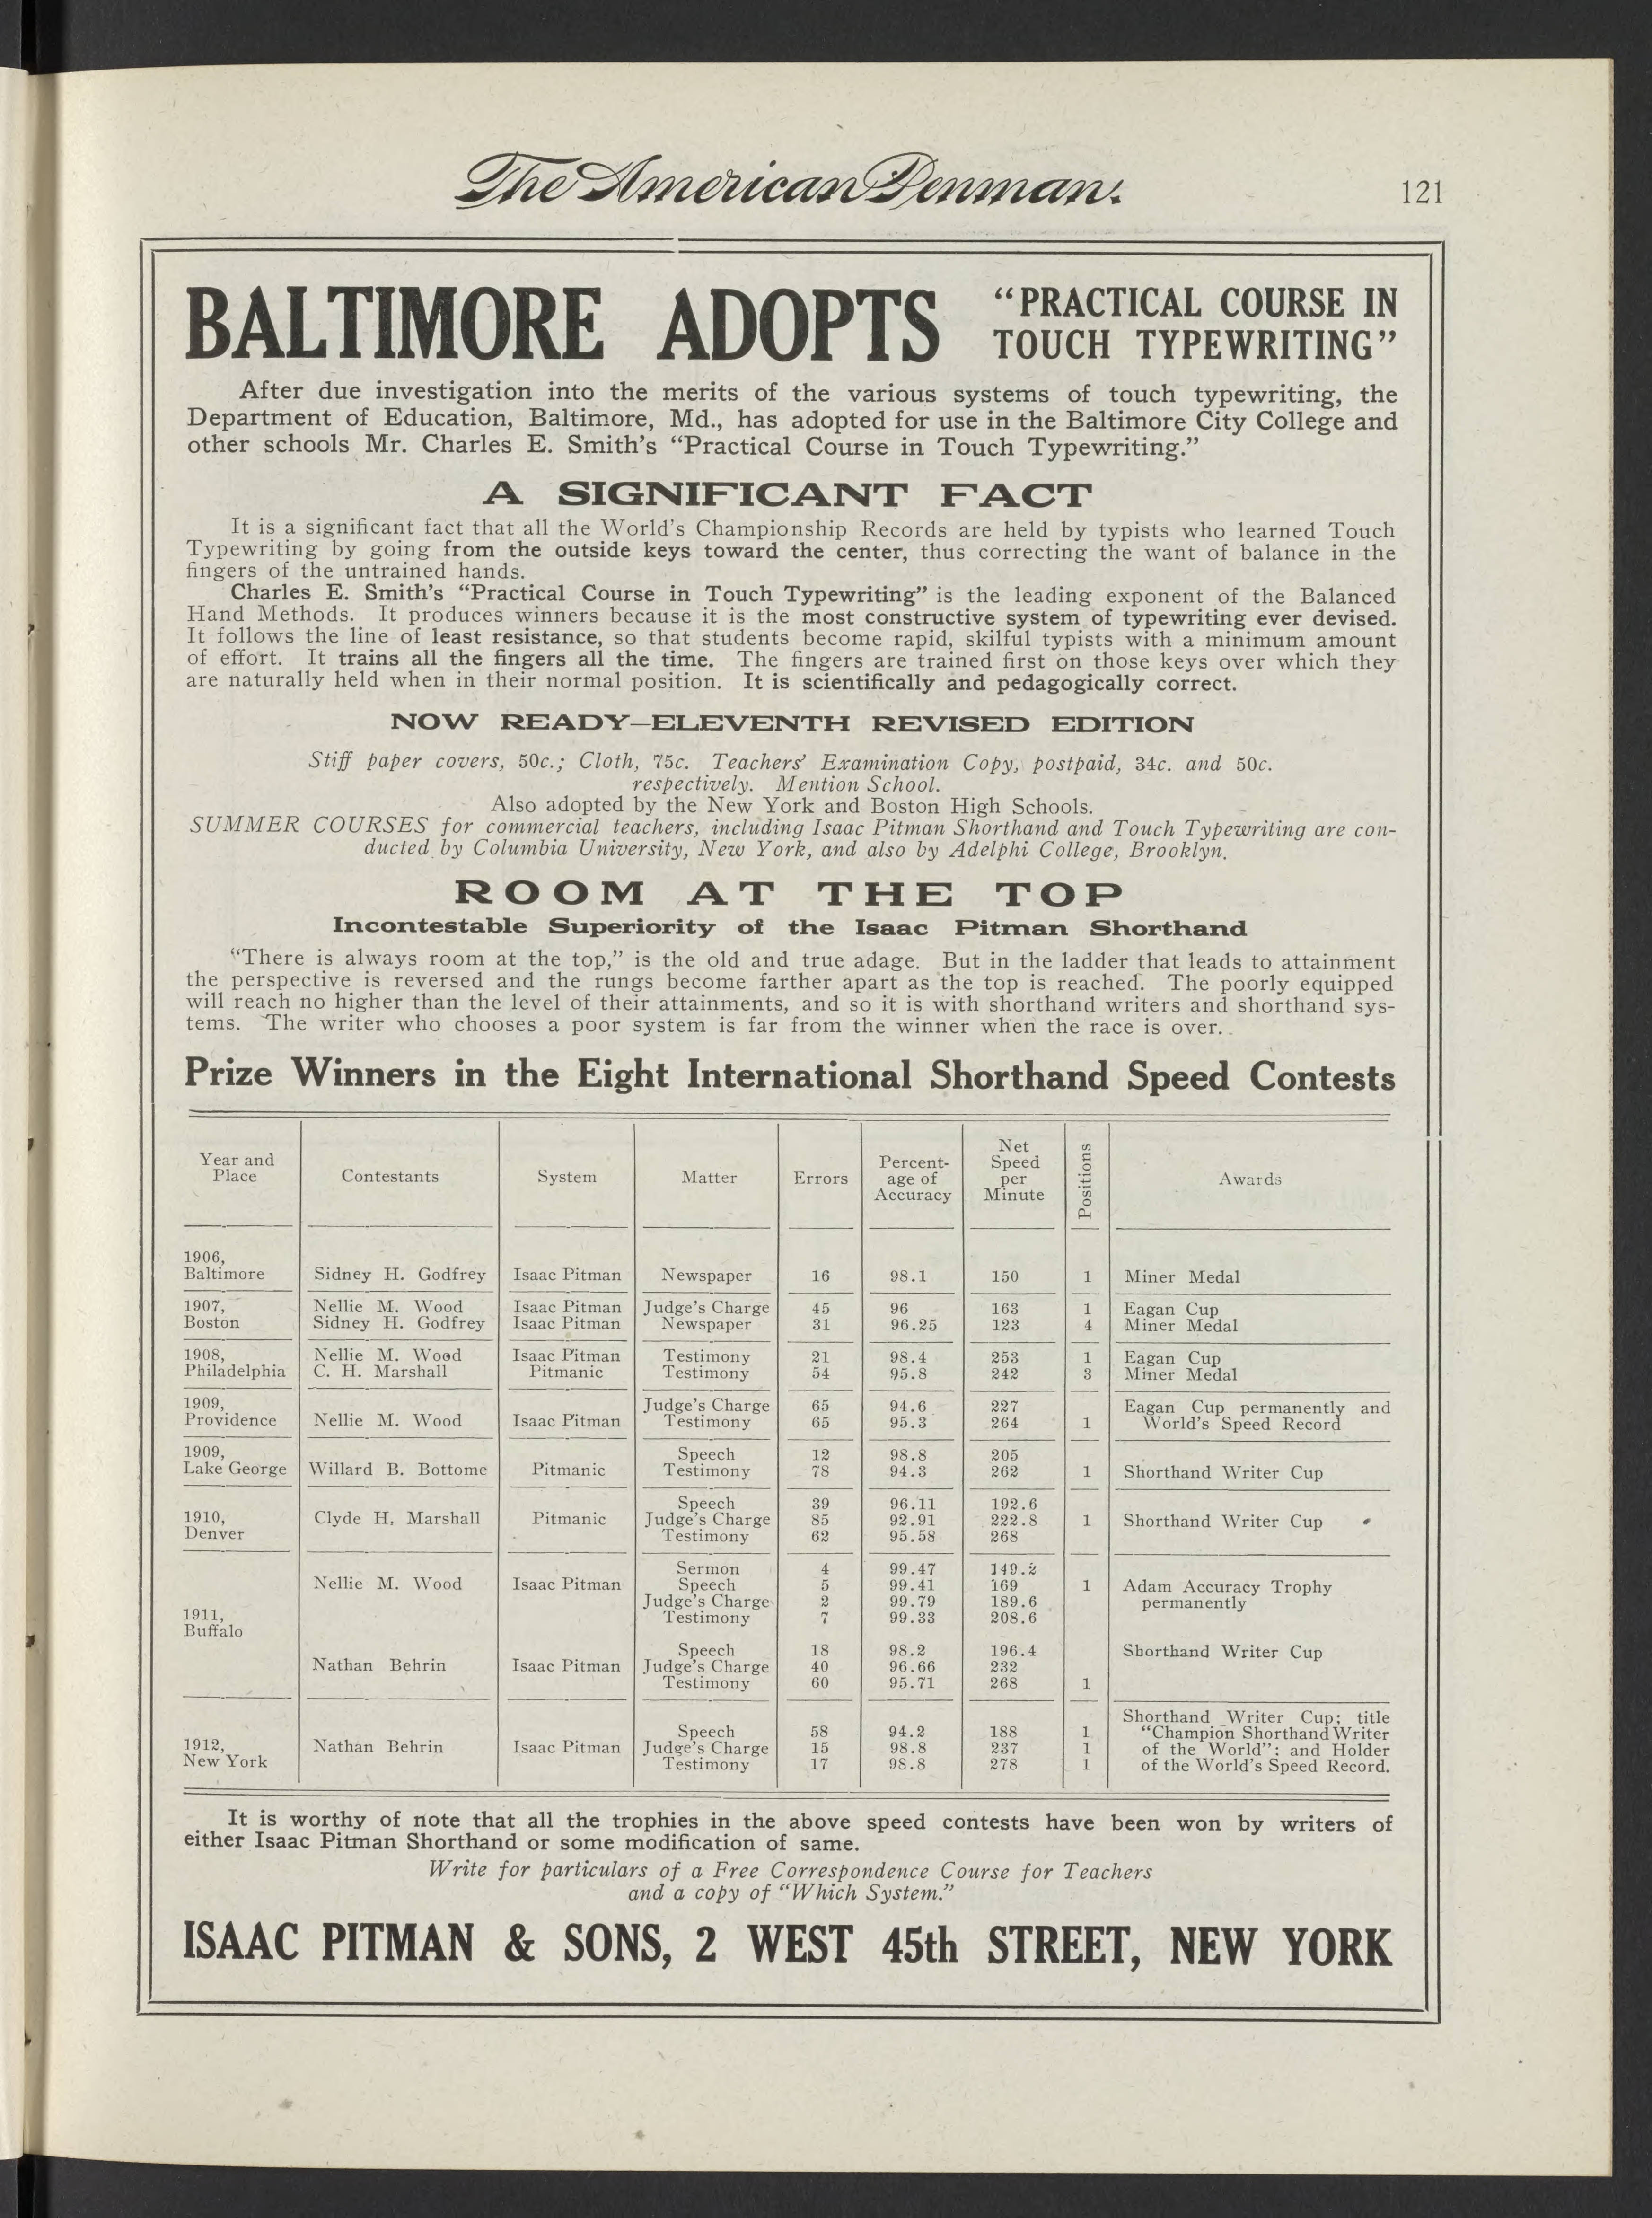 The American Penman.
121
BALTIMORE ADOPTS "PRACTICAL COURSE IN
TOUCH TYPEWRITING"
After due investigation into the merits of the various systems of touch typewriting, the
Department of Education, Baltimore, Md., has adopted for use in the Baltimore City College and
other schools Mr. Charles E. Smith's "Practical Course in Touch Typewriting."
A SIGNIFICANT FACT
It is a significant fact that all the World's Championship Records are held by typists who learned Touch
Typewriting by going from the outside keys toward the center, thus correcting the want of balance in the
fingers of the untrained hands.
Charles E. Smith's "Practical Course in Touch Typewriting" is the leading exponent of the Balanced
Hand Methods. It produces winners because it is the most constructive system of typewriting ever devised.
It follows the line of least resistance, so that students become rapid, skilful typists with a minimum amount
of effort. It trains all the fingers all the time. The fingers are trained first on those keys over which they
are naturally held when in their normal position. It is scientifically and pedagogically correct.
NOW READY—ELEVENTH REVISED EDITION
Stiff paper covers, 50c.; Cloth, 75c. Teachers' Examination Copy, postpaid, 34c. and 50c.
respectively. Mention School.
Also adopted by the New York and Boston High Schools.
SUMMER COURSES for commercial teachers, including Isaac Pitman Shorthand and Touch Typewriting are con-
ducted by Columbia University, New York, and also by Adelphi College, Brooklyn.
ROOM AT THE TOP
Incontestable Superiority of the Isaac Pitman Shorthand
"There is always room at the top," is the old and true adage. But in the ladder that leads to attainment
the perspective is reversed and the rungs become farther apart as the top is reached. The poorly equipped
will reach no higher than the level of their attainments, and so it is with shorthand writers and shorthand sys-
tems. The writer who chooses a poor system is far from the winner when the race is over.
Prize Winners in the Eight International Shorthand Speed Contests
Year and Place Contestants System Matter Errors Percent-age of Accuracy Net Speed per Minute Positions Awards
1906,
Baltimore Sidney H. Godfrey Isaac Pitman Newspaper 16 98.1 150 1 Miner Medal
1907, Nellie M. Wood Isaac Pitman Judge's Charge 45 96 163 1 Eagan Cup
Boston Sidney H. Godfrey Isaac Pitman Newspaper 31 96.25 123 4 Miner Medal
1908, Nellie M. Wood Isaac Pitman Testimony 21 98.4 253 1 Eagan Cup
Philadelphia C. H. Marshall Pitmanic Testimony 54 95.8 242 3 Miner Medal
1909, Judge's Charge 65 94.6 227 Eagan Cup permanently and
Providence Nellie M. Wood Isaac Pitman Testimony 65 95.3 264 1 World's Speed Record
1909, Speech 12 98.8 205
Lake George Willard B. Bottome Pitmanic Testimony 78 94.3 262 1 Shorthand Writer Cup
Speech 39 96.11 192.6
1910, Clyde H. Marshall Pitmanic Judge's Charge 85 92.91 222.8 1 Shorthand Writer Cup
Denver Testimony 62 95.58 268
Sermon 4 99.47 149.2
Nellie M. Wood Isaac Pitman Speech 5 99.41 169 1 Adam Accuracy Trophy
Judge's Charge 2 99.79 189.6 permanently
1911, Testimony 7 99.33 208.6
Buffalo
Speech 18 98.2 196.4 Shorthand Writer Cup
Nathan Behrin Isaac Pitman Judge's Charge 40 96.66 232
Testimony 60 95.71 268 1
Shorthand Writer Cup; title
Speech 58 94.2 188 1 "Champion Shorthand Writer
1912, Nathan Behrin Isaac Pitman Judge's Charge 15 98.8 237 1 of the World"; and Holder
New York Testimony 17 98.8 278 1 of the World's Speed Record.
It is worthy of note that all the trophies in the above speed contests have been won by writers of
either Isaac Pitman Shorthand or some modification of same.
Write for particulars of a Free Correspondence Course for Teachers
and a copy of "Which System."
ISAAC PITMAN & SONS, 2 WEST 45th STREET, NEW YORK